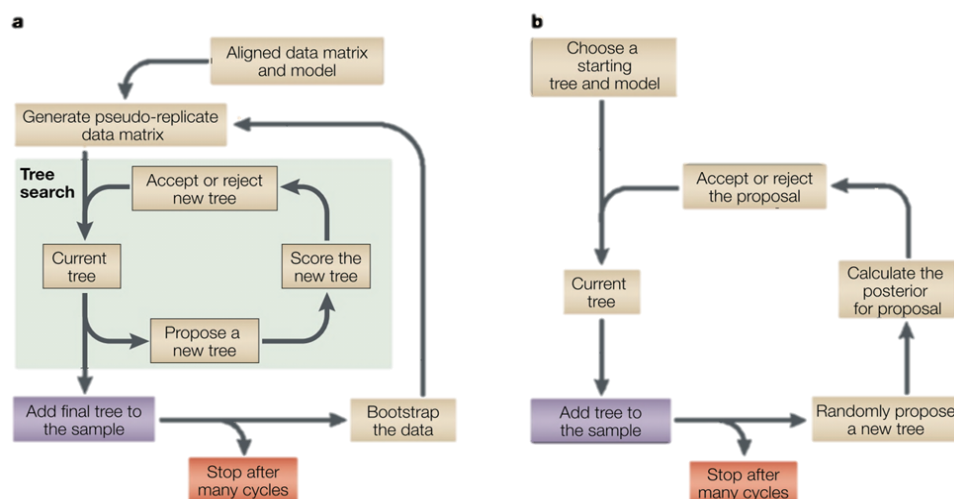 a
Aligned data matrix
and model
Generate pseudo-replicate
data matrix
Tree
search
Accept or reject
new tree
Current
tree
Score the
new tree
Propose a
new tree
Add final tree to
the sample
Bootstrap
the data
Stop after
many cycles
b
Choose a
starting
tree and model
Accept or reject
the proposal
Current
tree
Calculate the
posterior
for proposal
Add tree to
the sample
Randomly propose
a new tree
Stop after
many cycles